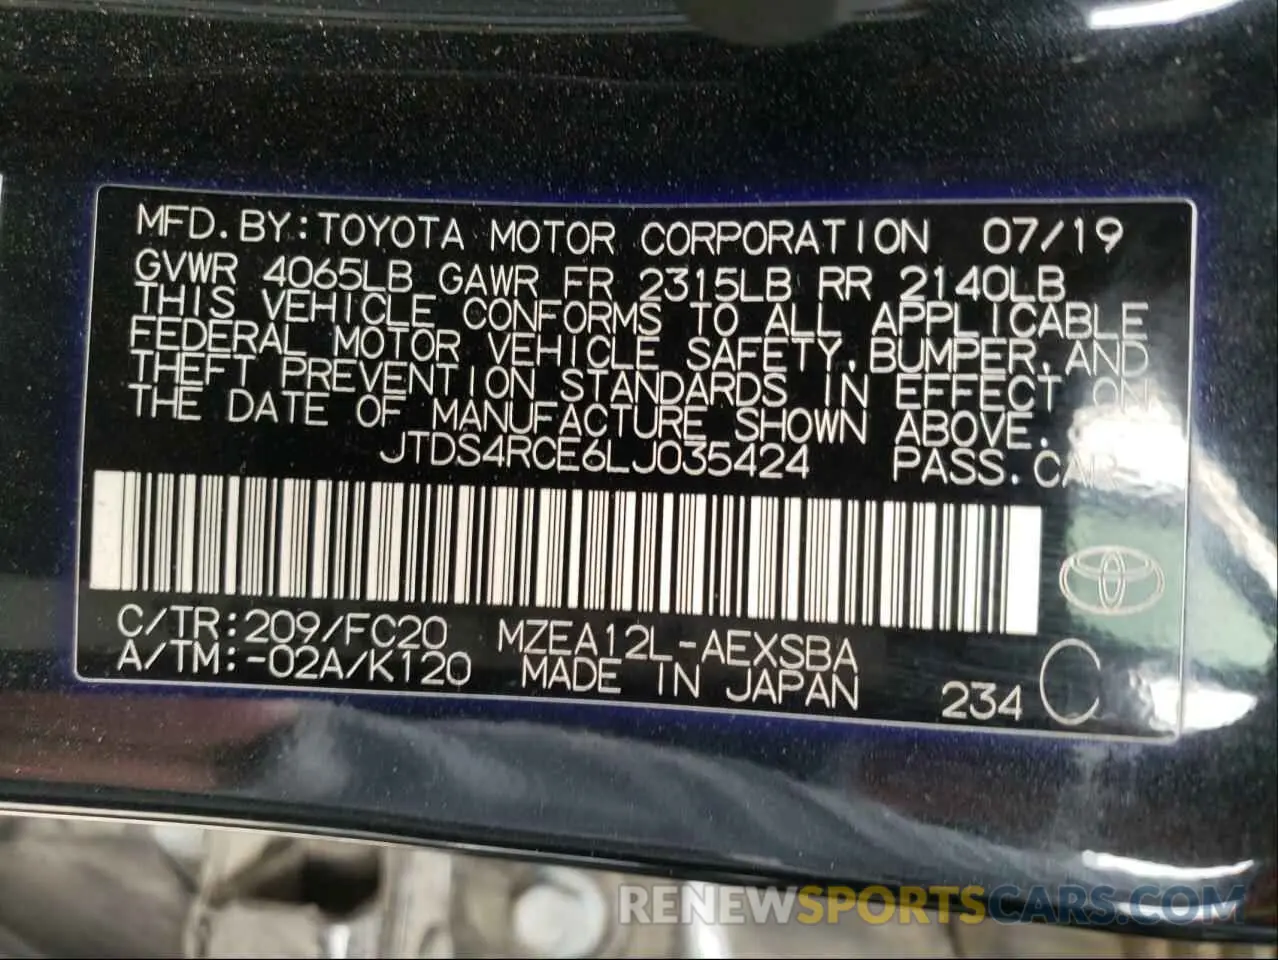 MFD.BY:TOYOTA MOTOR CORPORATION 07/19
GVWR 4065LB GAWR FR 2315LB RR 2140LB
THIS VEHICLE CONFORMS TO ALL APPLICABLE
FEDERAL MOTOR VEHICLE SAFETY,BUMPER,AND
THEFT PREVENTION STANDARDS IN EFFECT ON
THE DATE OF MANUFACTURE SHOWN ABOVE.
JTDS4RCE6LJ035424 PASS.CAR
C/TR:209/FC20 MZEA12L-AEXSBA
A/TM:-02A/K120 MADE IN JAPAN 234 C
RENEWSPORTSCARS.COM